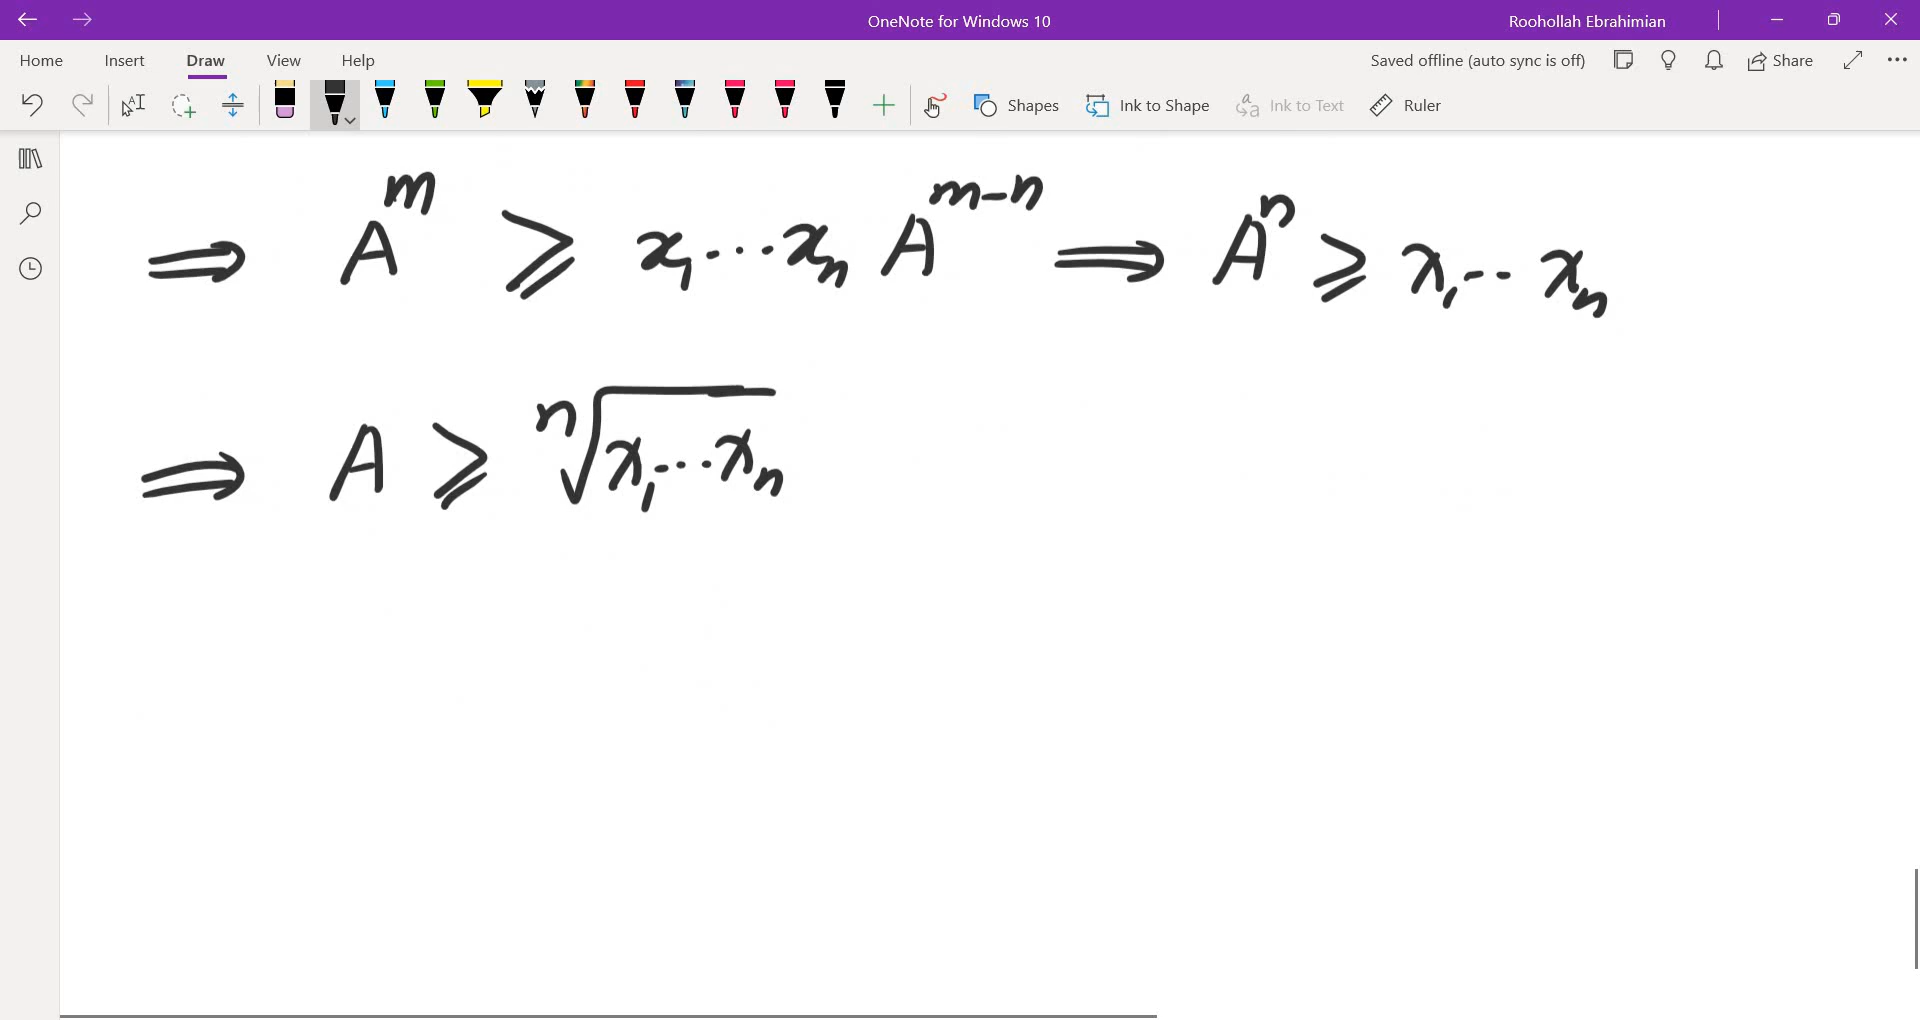 OneNote for Windows 10 Roohollah Ebrahimian
Home Insert Draw View Help Saved offline (auto sync is off) Share
Shapes Ink to Shape Ink to Text Ruler
⟹ A^m ⩾ x₁...xₙ A^{m-n} ⟹ A^n ⩾ x₁...xₙ
⟹ A ⩾ ⁿ√(x₁...xₙ)